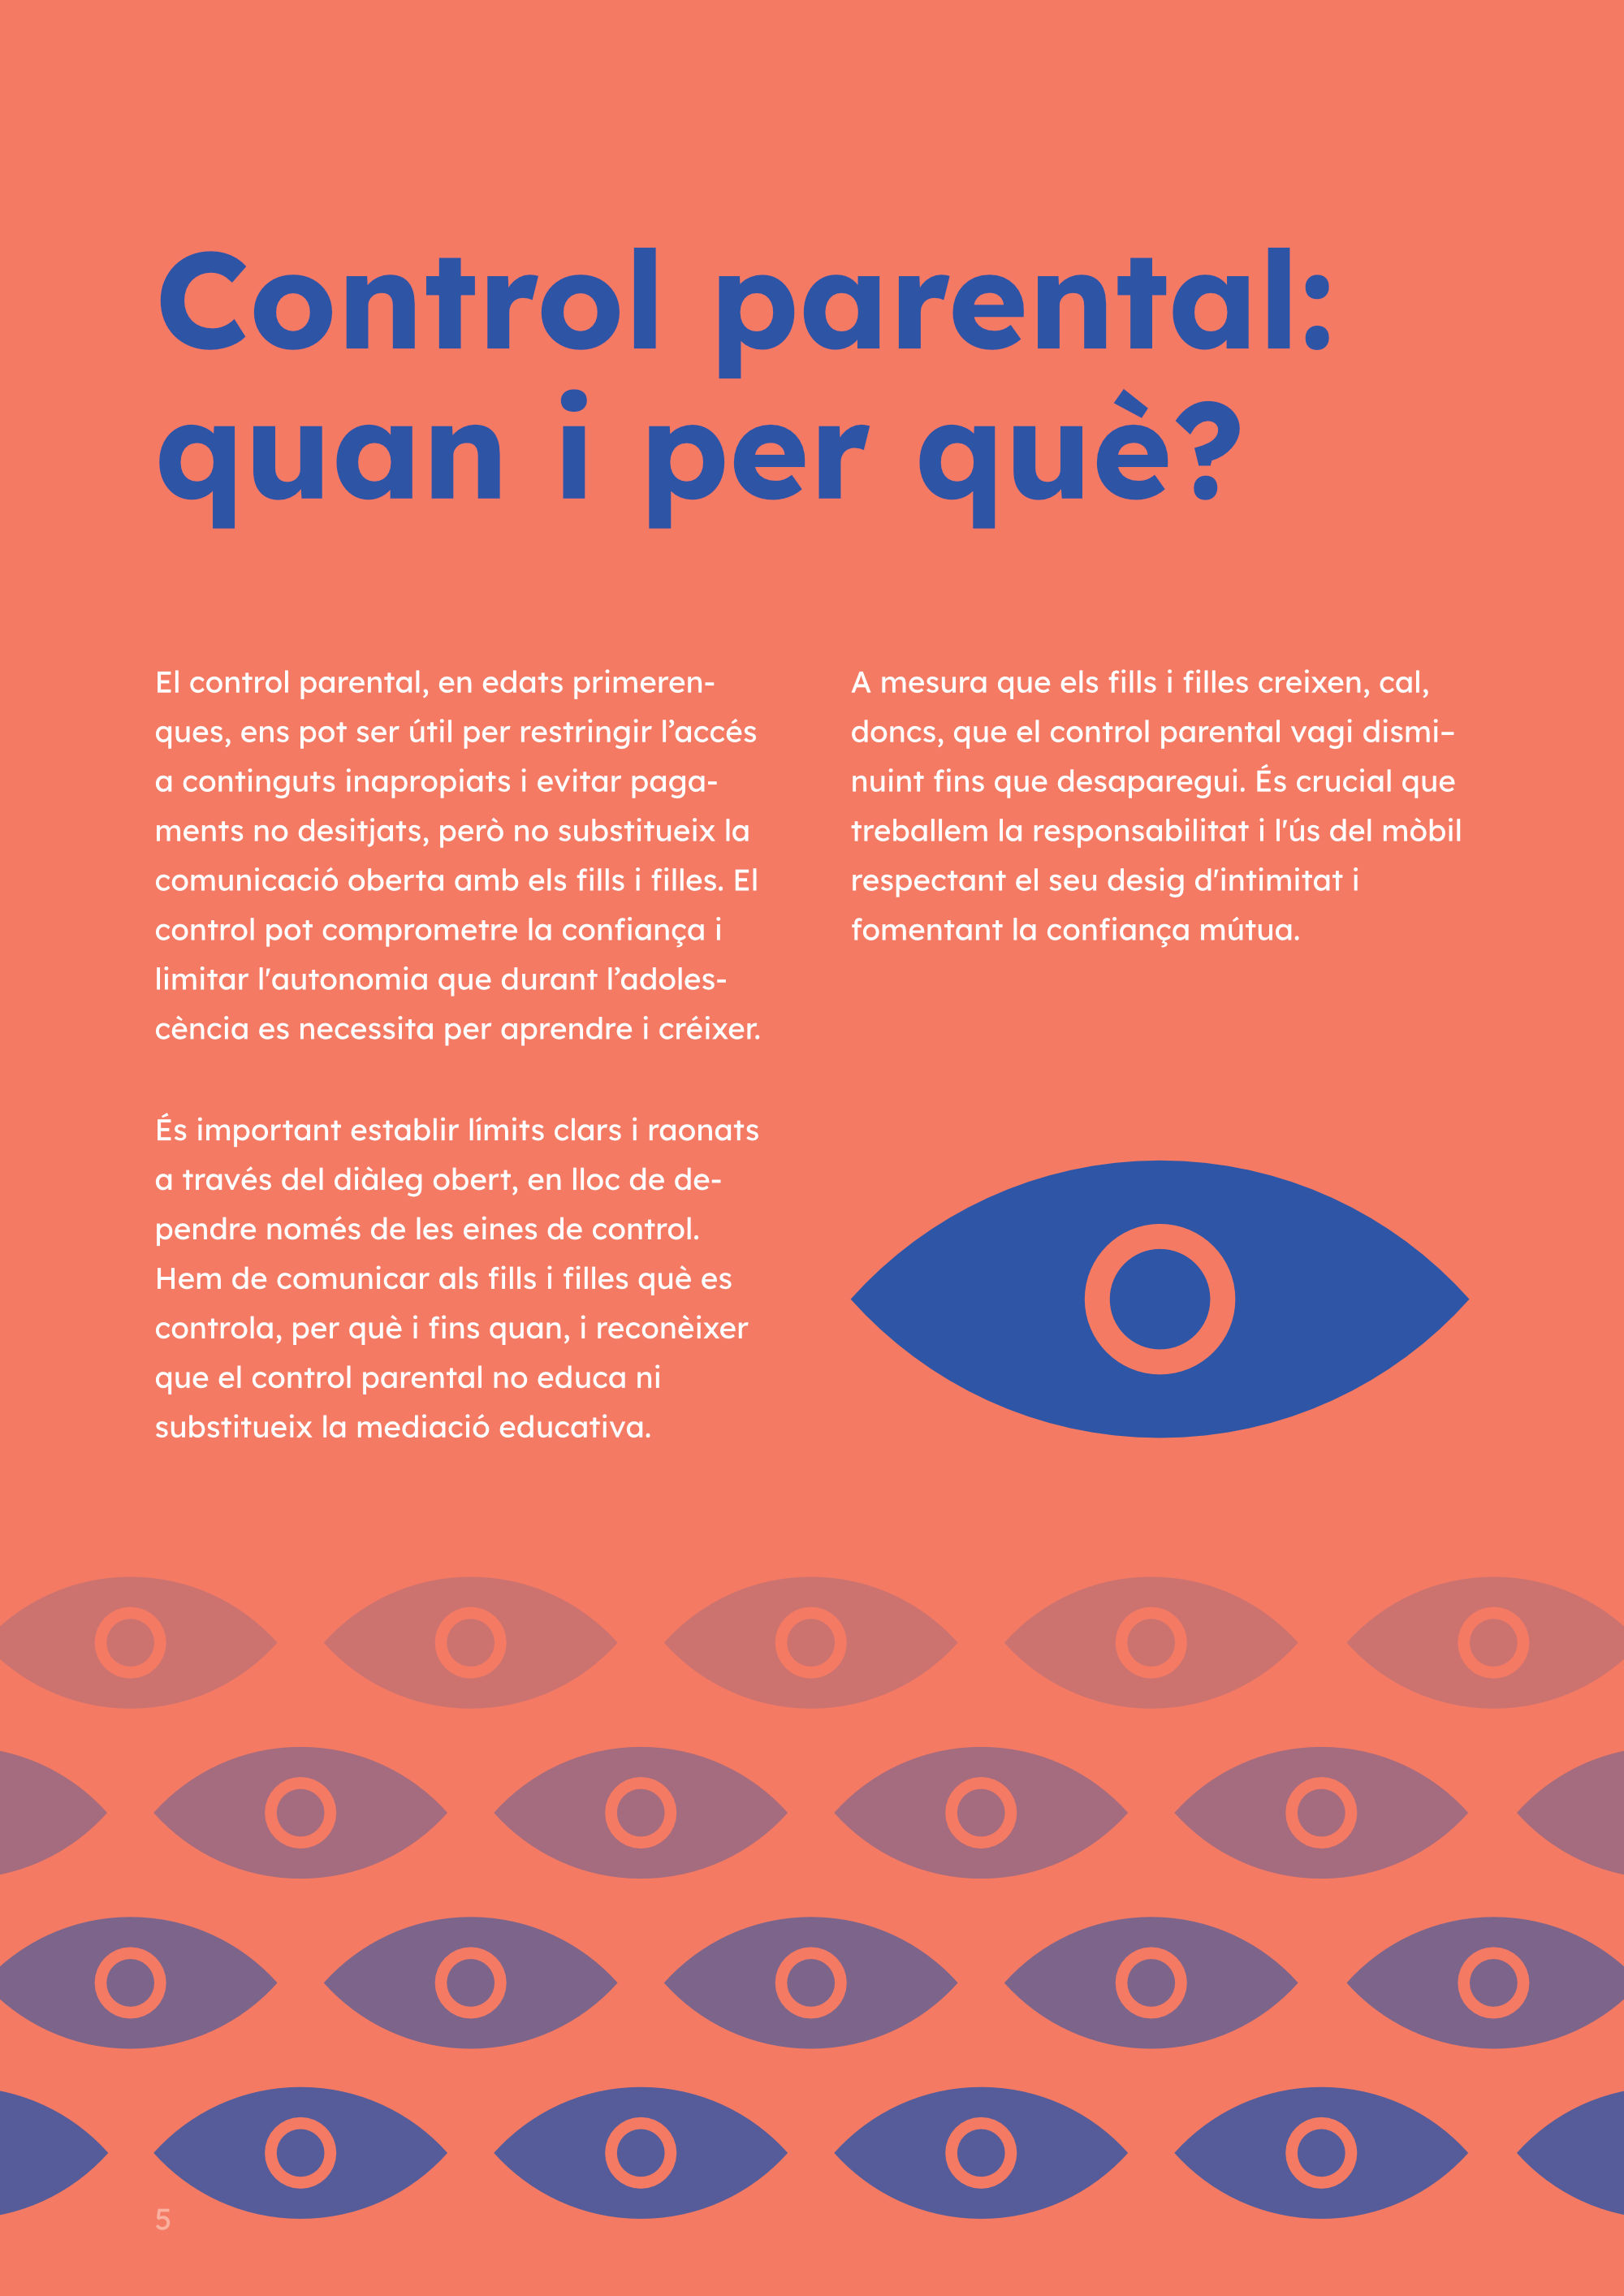 Control parental:
quan i per què?
El control parental, en edats primeren-
ques, ens pot ser útil per restringir l’accés
a continguts inapropiats i evitar paga-
ments no desitjats, però no substitueix la
comunicació oberta amb els fills i filles. El
control pot comprometre la confiança i
limitar l'autonomia que durant l’adoles-
cència es necessita per aprendre i créixer.
És important establir límits clars i raonats
a través del diàleg obert, en lloc de de-
pendre només de les eines de control.
Hem de comunicar als fills i filles què es
controla, per què i fins quan, i reconèixer
que el control parental no educa ni
substitueix la mediació educativa.
A mesura que els fills i filles creixen, cal,
doncs, que el control parental vagi dismi–
nuint fins que desaparegui. És crucial que
treballem la responsabilitat i l'ús del mòbil
respectant el seu desig d'intimitat i
fomentant la confiança mútua.
5